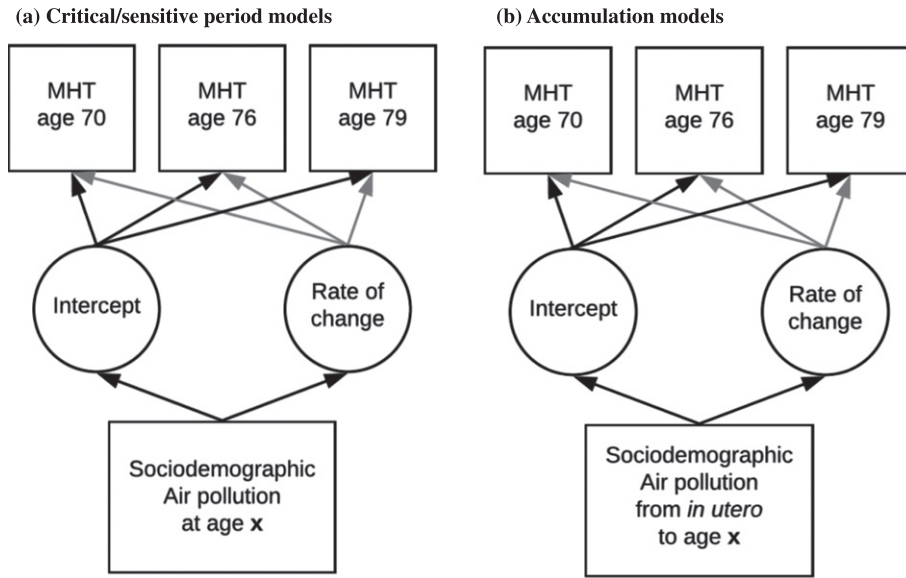 (a) Critical/sensitive period models
MHT
age 70
MHT
age 76
MHT
age 79
Intercept
Rate of
change
Sociodemographic
Air pollution
at age x
(b) Accumulation models
MHT
age 70
MHT
age 76
MHT
age 79
Intercept
Rate of
change
Sociodemographic
Air pollution
from in utero
to age x